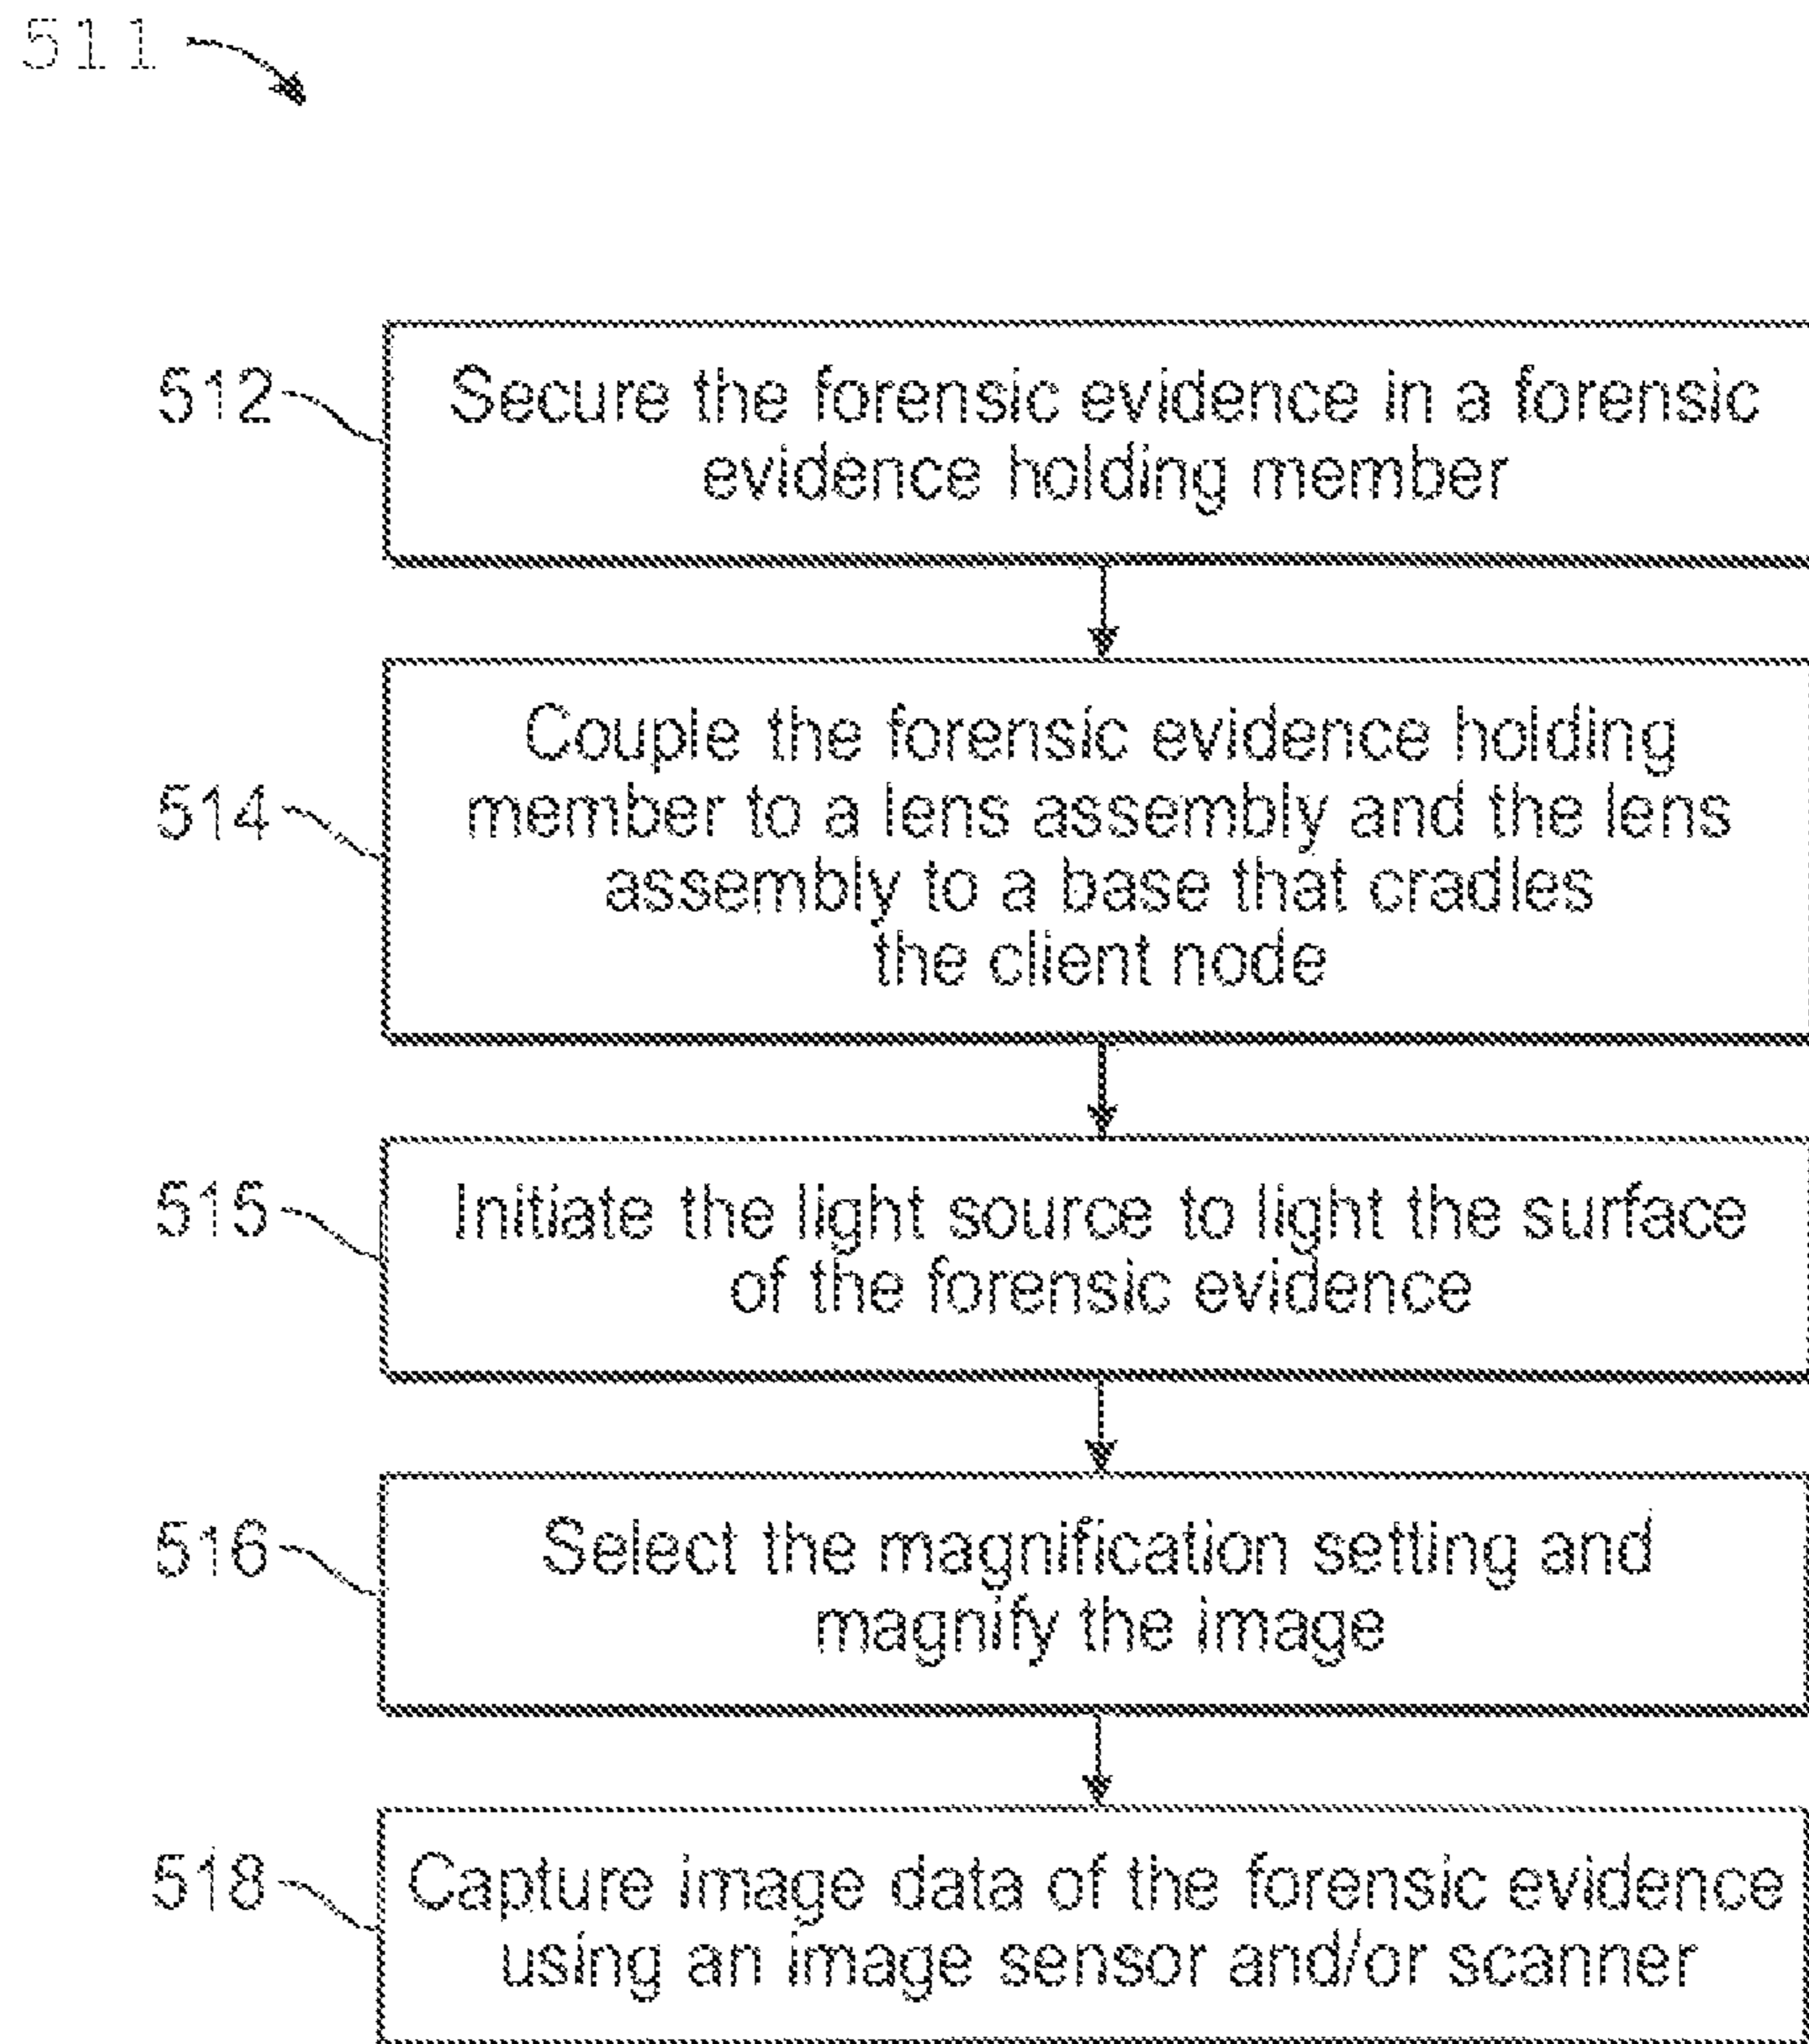 511
512
Secure the forensic evidence in a forensic
evidence holding member
514
Couple the forensic evidence holding
member to a lens assembly and the lens
assembly to a base that cradles
the client node
515
Initiate the light source to light the surface
of the forensic evidence
516
Select the magnification setting and
magnify the image
518
Capture image data of the forensic evidence
using an image sensor and/or scanner